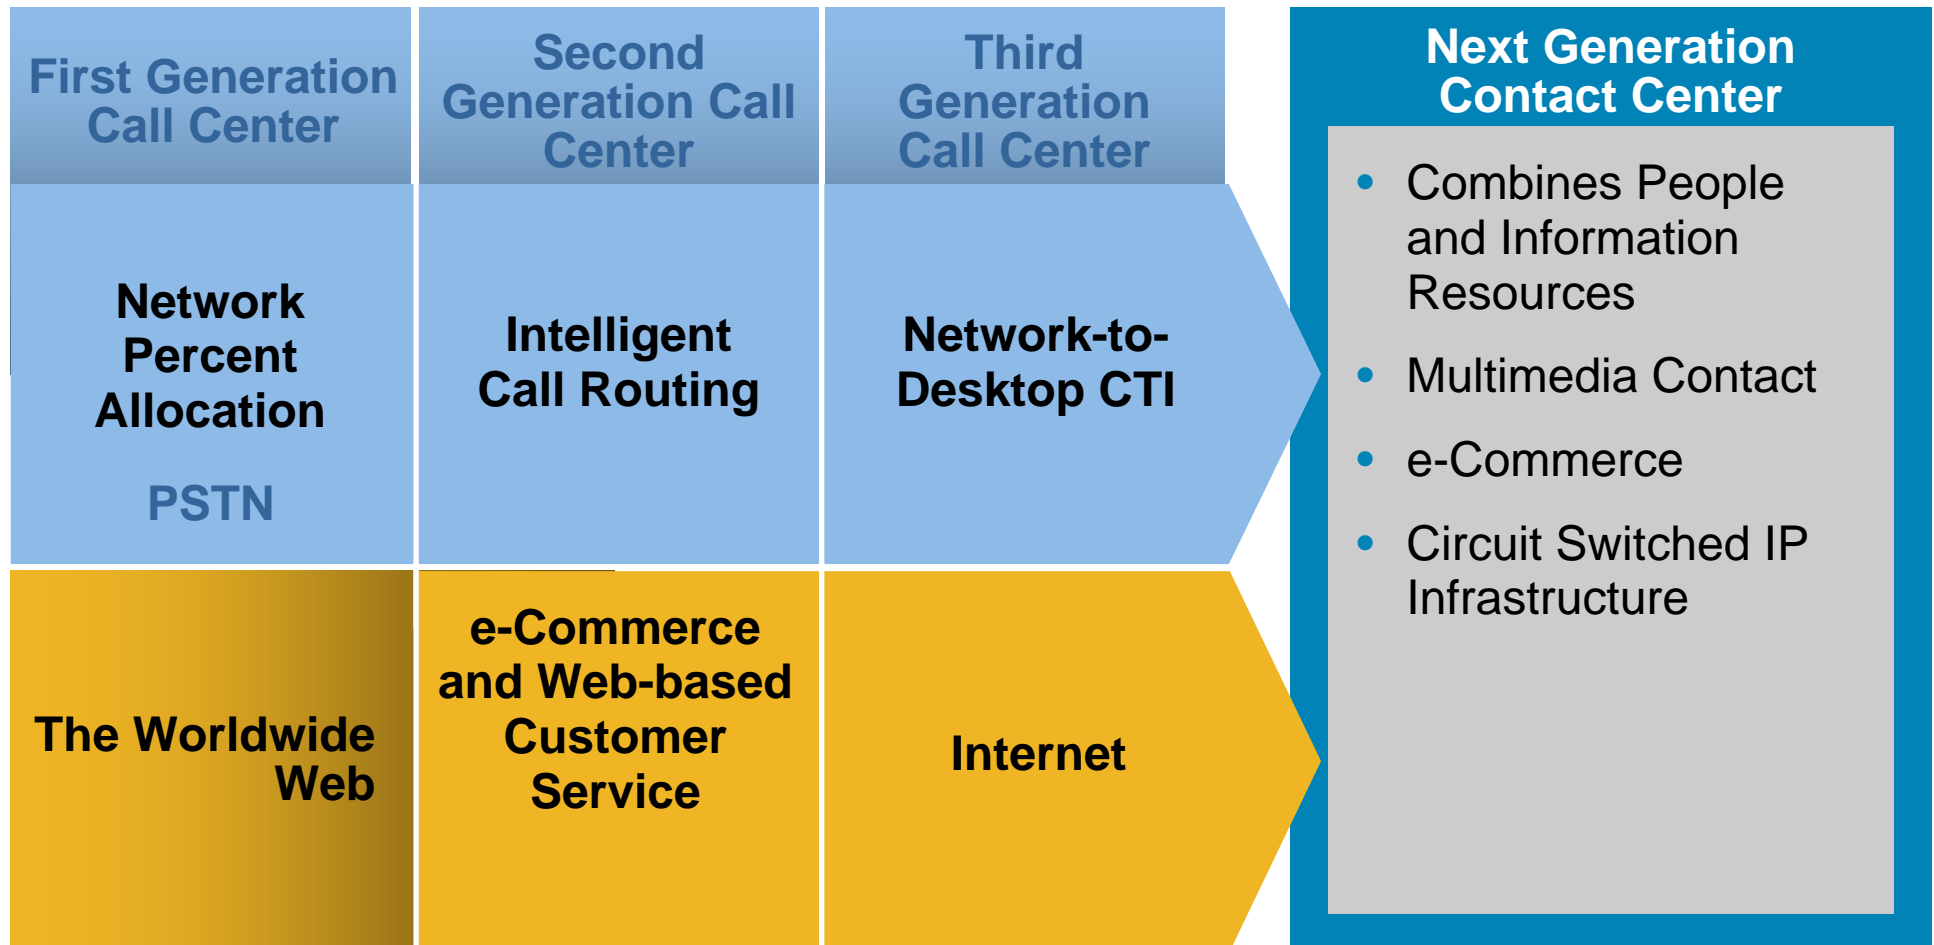 First Generation
Call Center
Second
Generation Call
Center
Third
Generation
Call Center
Next Generation
Contact Center
Network
Percent
Allocation
PSTN
Intelligent
Call Routing
Network-to-
Desktop CTI
• Combines People
and Information
Resources
• Multimedia Contact
• e-Commerce
• Circuit Switched IP
Infrastructure
The Worldwide
Web
e-Commerce
and Web-based
Customer
Service
Internet